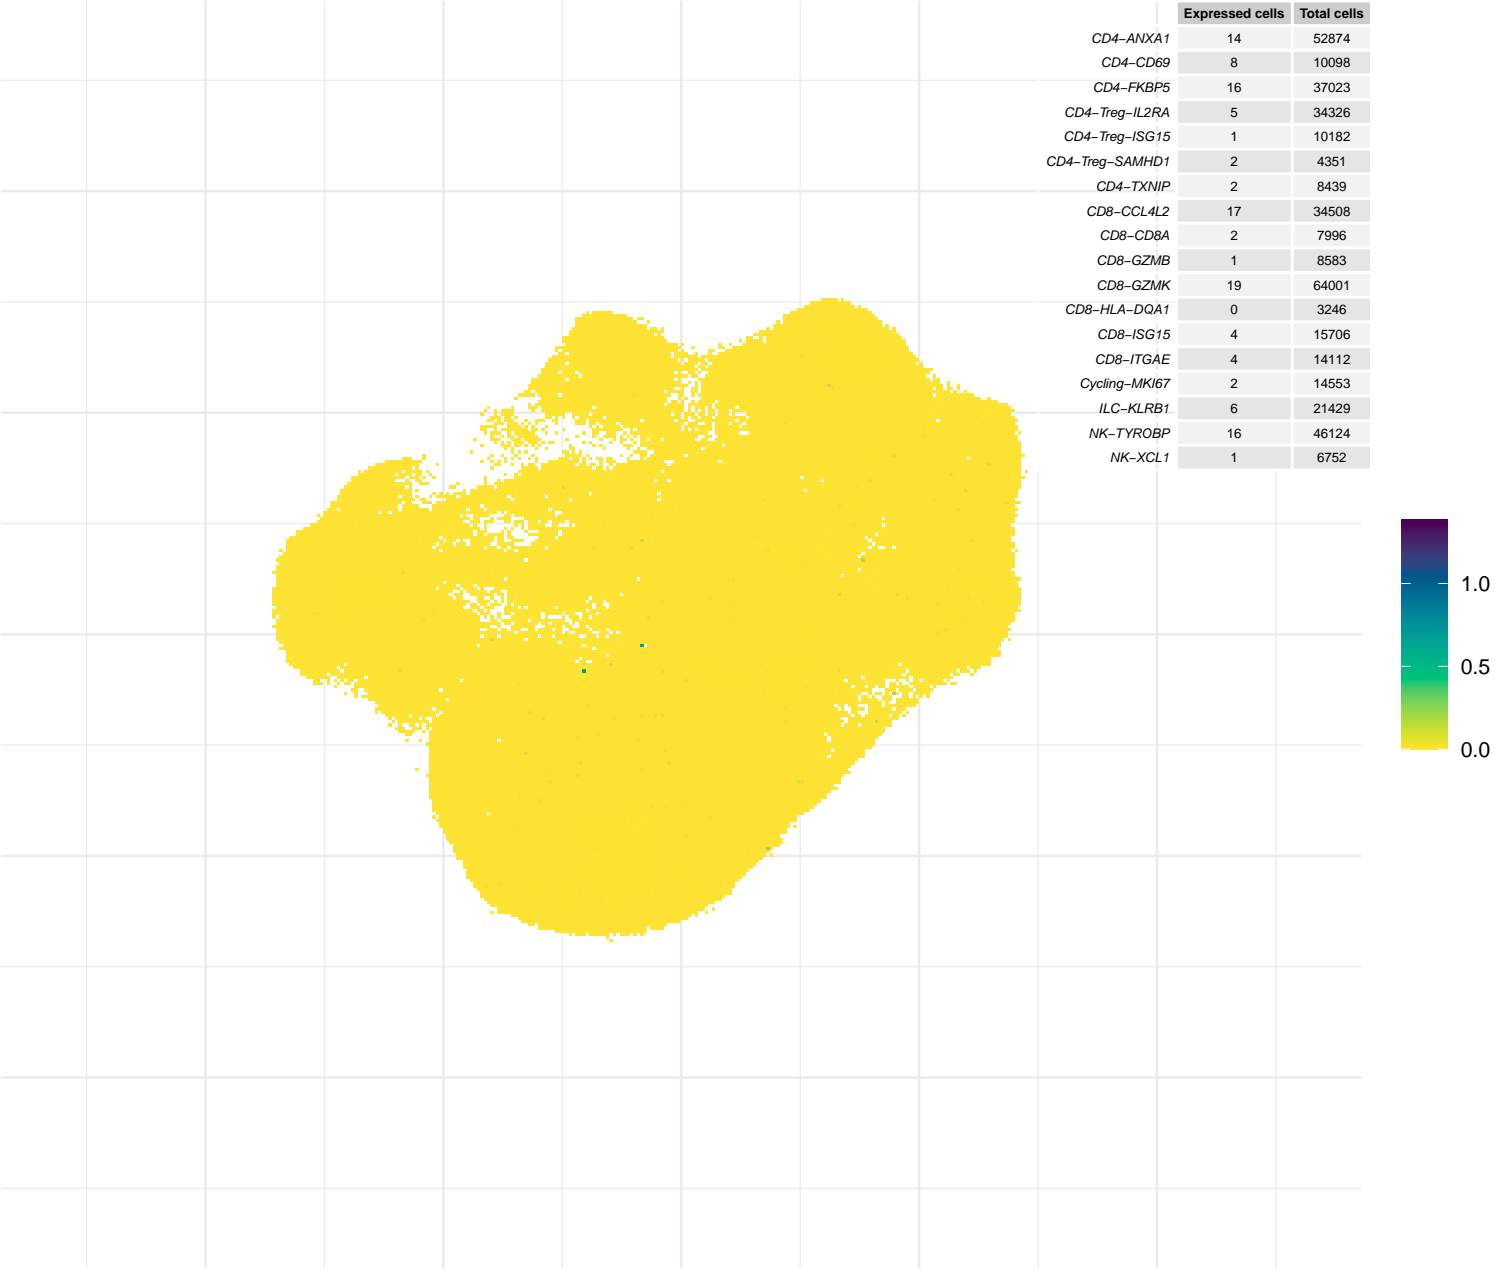 Expressed cells Total cells
CD4−ANXA1 14 52874
CD4−CD69 8 10098
CD4−FKBP5 16 37023
CD4−Treg−IL2RA 5 34326
CD4−Treg−ISG15 1 10182
CD4−Treg−SAMHD1 2 4351
CD4−TXNIP 2 8439
CD8−CCL4L2 17 34508
CD8−CD8A 2 7996
CD8−GZMB 1 8583
CD8−GZMK 19 64001
CD8−HLA−DQA1 0 3246
CD8−ISG15 4 15706
CD8−ITGAE 4 14112
Cycling−MKI67 2 14553
ILC−KLRB1 6 21429
NK−TYROBP 16 46124
NK−XCL1 1 6752
1.0
0.5
0.0